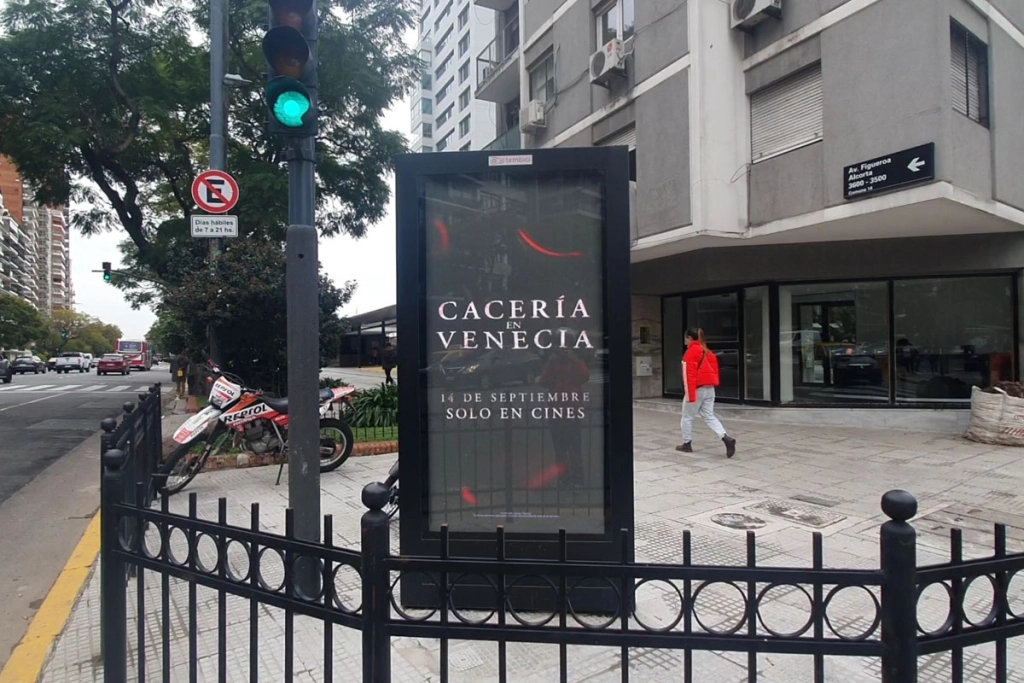 E
Días hábiles
de 7 a 21 hs.
CACERÍA
EN
VENECIA
14 DE SEPTIEMBRE
SOLO EN CINES
Av. Figueroa
Alcorta
3600 - 3500
REPSOL
REPSOL